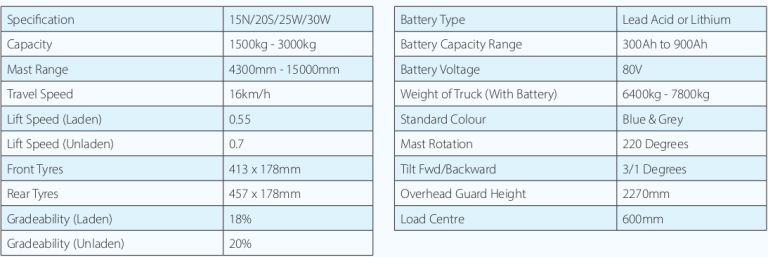 Specification 15N/20S/25W/30W
Capacity 1500kg - 3000kg
Mast Range 4300mm - 15000mm
Travel Speed 16km/h
Lift Speed (Laden) 0.55
Lift Speed (Unladen) 0.7
Front Tyres 413 x 178mm
Rear Tyres 457 x 178mm
Gradeability (Laden) 18%
Gradeability (Unladen) 20%
Battery Type Lead Acid or Lithium
Battery Capacity Range 300Ah to 900Ah
Battery Voltage 80V
Weight of Truck (With Battery) 6400kg - 7800kg
Standard Colour Blue & Grey
Mast Rotation 220 Degrees
Tilt Fwd/Backward 3/1 Degrees
Overhead Guard Height 2270mm
Load Centre 600mm